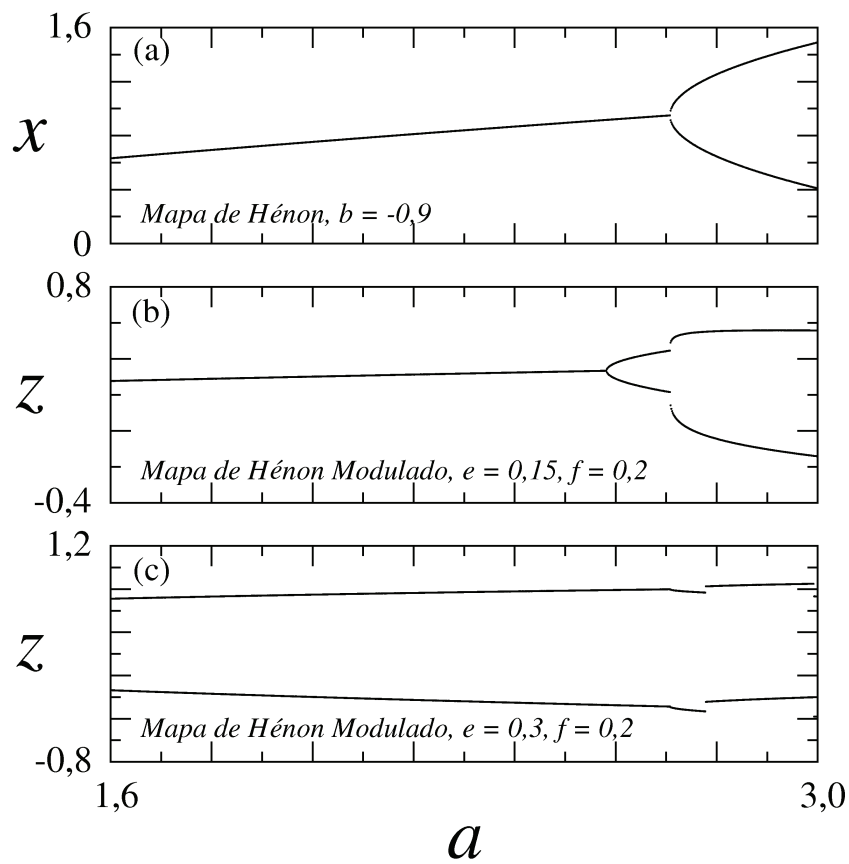 1,6
(a)
x
Mapa de Hénon, b = -0,9
0
0,8
(b)
z
Mapa de Hénon Modulado, e = 0,15, f = 0,2
-0,4
1,2
(c)
z
Mapa de Hénon Modulado, e = 0,3, f = 0,2
-0,8
1,6 3,0
a